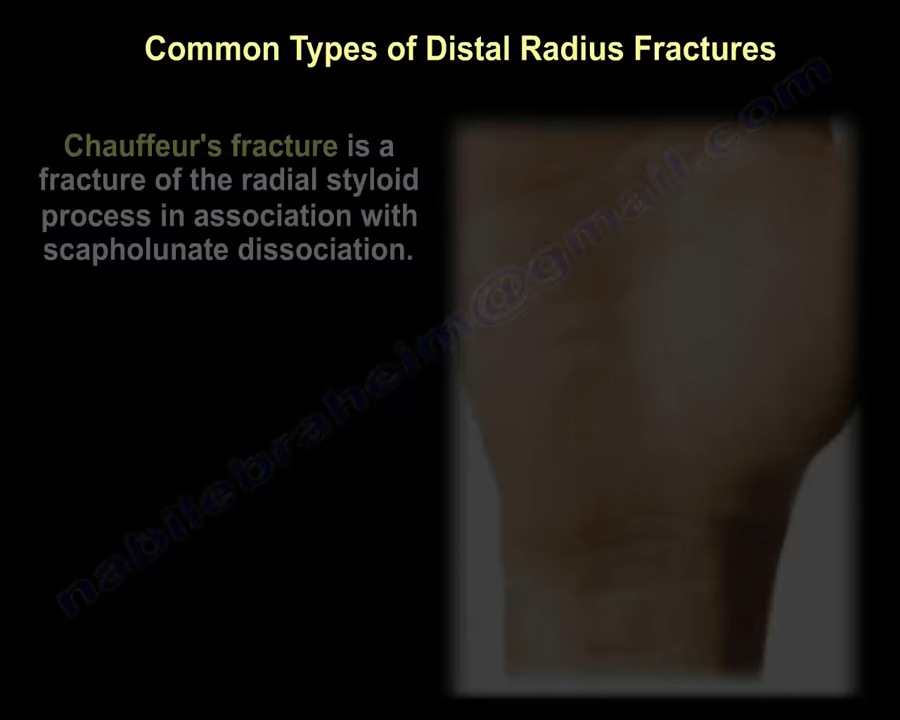 Common Types of Distal Radius Fractures
Chauffeur's fracture is a
fracture of the radial styloid
process in association with
scapholunate dissociation.
nabilebraheim@gmail.com